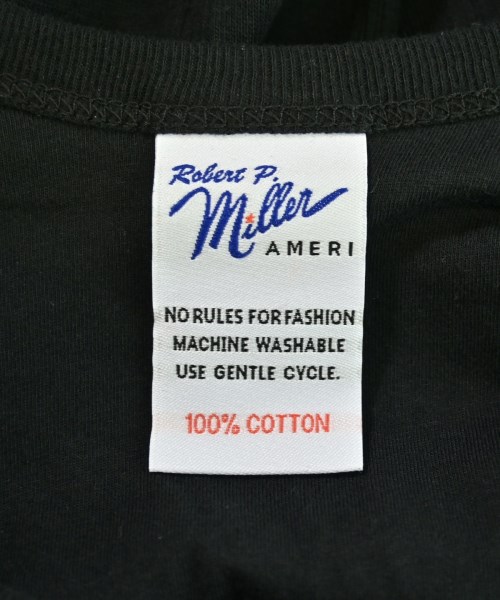 Robert P.
Miller
AMERI
NO RULES FOR FASHION
MACHINE WASHABLE
USE GENTLE CYCLE.
100% COTTON